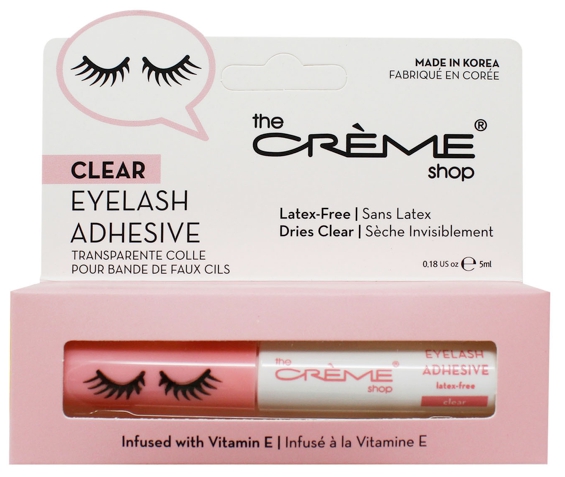 MADE IN KOREA
FABRIQUÉ EN CORÉE
the
CRÈME®
shop
CLEAR
EYELASH
ADHESIVE
TRANSPARENTE COLLE
POUR BANDE DE FAUX CILS
Latex-Free | Sans Latex
Dries Clear | Sèche Invisiblement
0.18 US oz ℮ 5ml
the
CRÈME®
shop
EYELASH
ADHESIVE
latex-free
clear
Infused with Vitamin E | Infusé à la Vitamine E